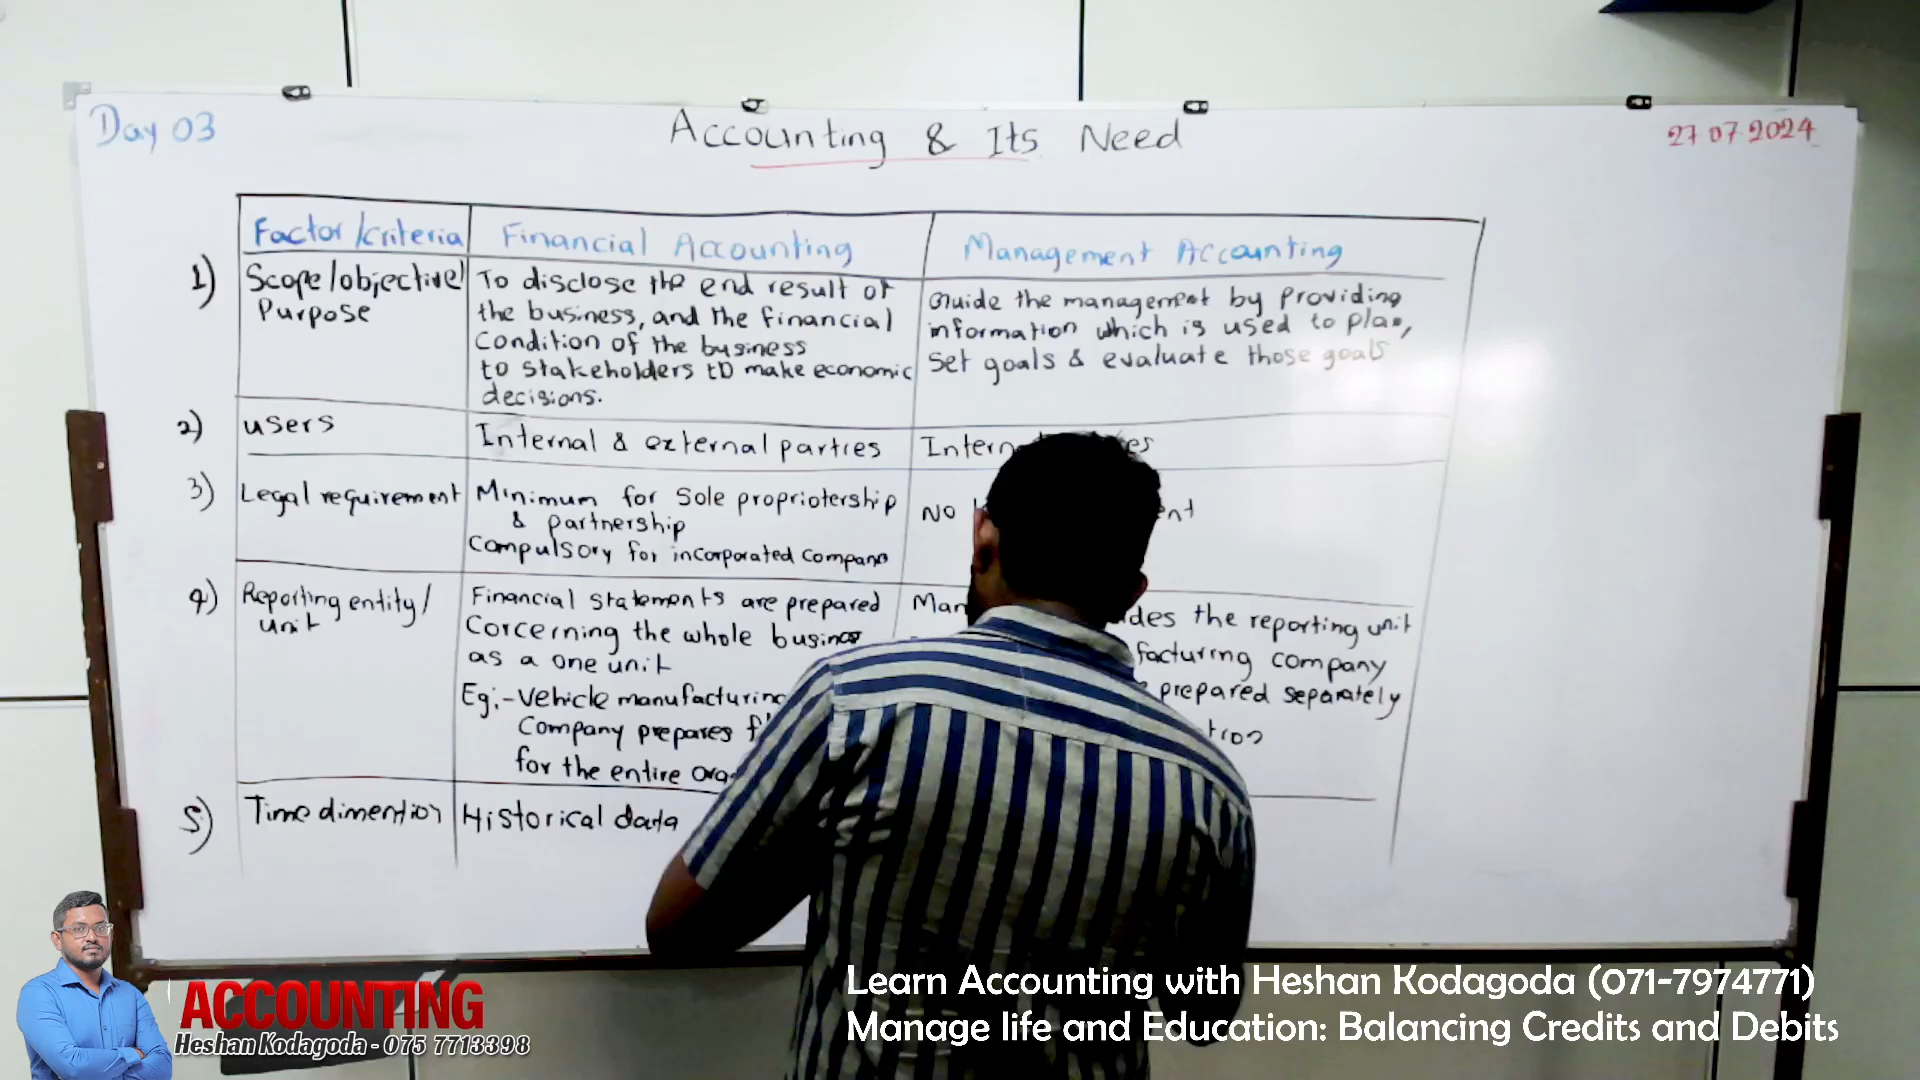 Day 03
Accounting & Its Need
27 07 2024
Factor/criteria
Financial Accounting
Management Accounting
1)
Scope/objective/
Purpose
To disclose the end result of
the business, and the financial
condition of the business
to stakeholders to make economic
decisions.
Guide the management by providing
information which is used to plan,
set goals & evaluate those goals
2)
users
Internal & external parties
3)
Legal requirement
Minimum for sole propriotership
& partnership
Compulsory for incorporated
No
4)
Reporting entity/
unit
Financial statements are prepared
the whole
as a one unit
Eg:- Vehicle manufacturing
Company prepares
for the entire
the reporting unit
company
prepared separately
5)
Time dimention
Historical data
ACCOUNTING
Heshan Kodagoda - 075 7713398
Learn Accounting with Heshan Kodagoda (071-7974771)
Manage life and Education: Balancing Credits and Debits